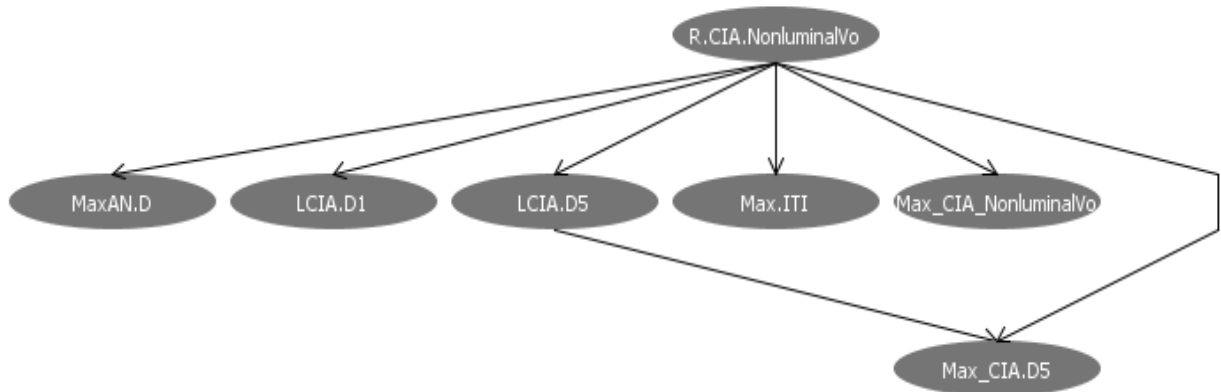 R.CIA.NonluminalVo
MaxAN.D
LCIA.D1
LCIA.D5
Max.ITI
Max_CIA_NonluminalVo
Max_CIA.D5